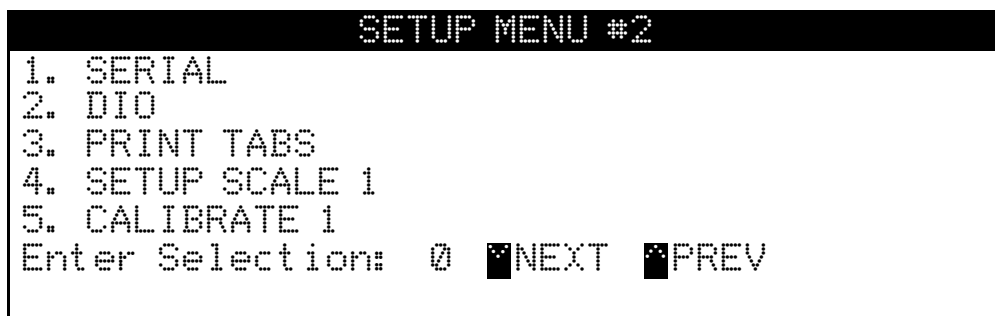 SETUP MENU #2
1. SERIAL
2. DIO
3. PRINT TABS
4. SETUP SCALE 1
5. CALIBRATE 1
Enter Selection: 0 NEXT PREV